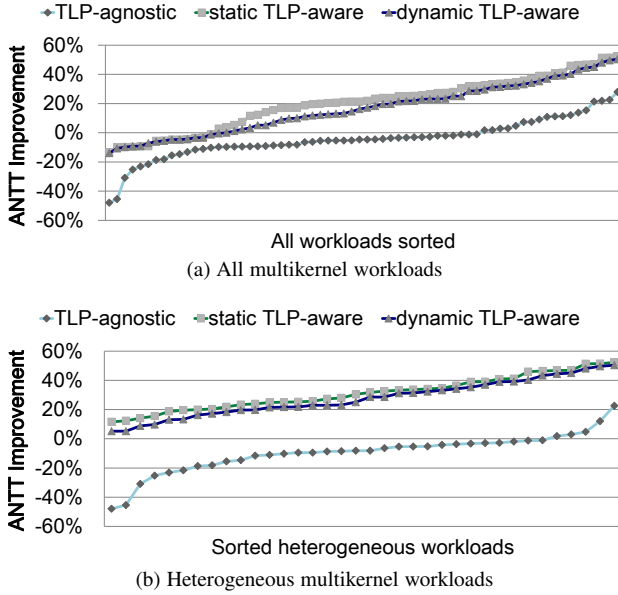 TLP-agnostic static TLP-aware dynamic TLP-aware
60%
40%
20%
0%
-20%
-40%
-60%
ANTT Improvement
All workloads sorted
(a) All multikernel workloads
TLP-agnostic static TLP-aware dynamic TLP-aware
60%
40%
20%
0%
-20%
-40%
-60%
ANTT Improvement
Sorted heterogeneous workloads
(b) Heterogeneous multikernel workloads